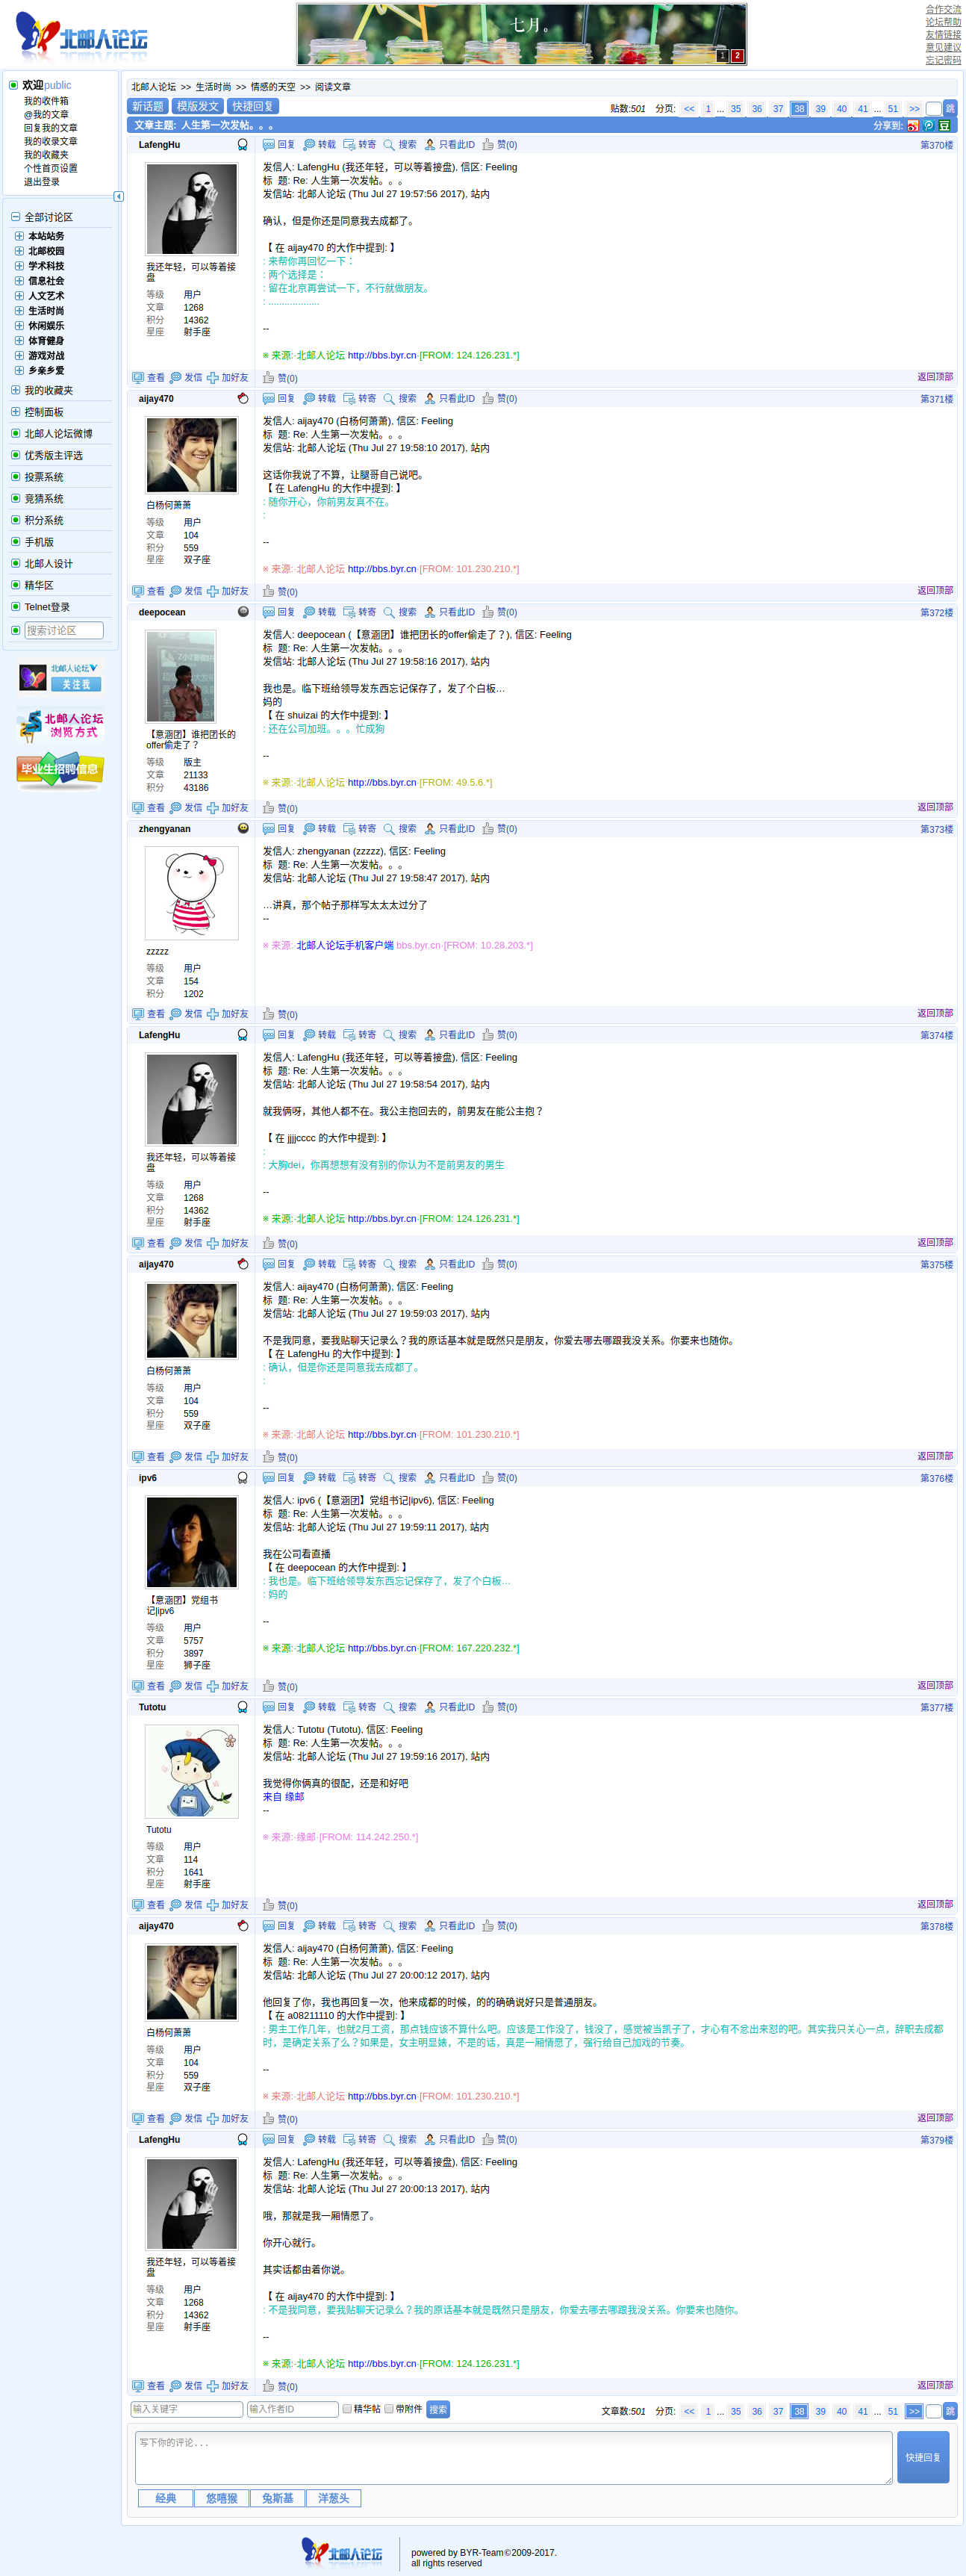 北邮人论坛
七月。
1 2
合作交流
论坛帮助
友情链接
意见建议
忘记密码
欢迎public
我的收件箱
@我的文章
回复我的文章
我的收录文章
我的收藏夹
个性首页设置
退出登录
全部讨论区
本站站务
北邮校园
学术科技
信息社会
人文艺术
生活时尚
休闲娱乐
体育健身
游戏对战
乡亲乡爱
我的收藏夹
控制面板
北邮人论坛微博
优秀版主评选
投票系统
竞猜系统
积分系统
手机版
北邮人设计
精华区
Telnet登录
搜索讨论区
北邮人论坛
关注我
北邮人论坛
浏览方式
毕业生招聘信息
北邮人论坛 >> 生活时尚 >> 情感的天空 >> 阅读文章
新话题 模版发文 快捷回复
贴数:501 分页: << 1 ... 35 36 37 38 39 40 41 ... 51 >> 跳
文章主题: 人生第一次发帖。。。
分享到: 豆
LafengHu 回复 转载 转寄 搜索 只看此ID 赞(0) 第370楼
我还年轻，可以等着接盘
等级 用户
文章 1268
积分 14362
星座 射手座
发信人: LafengHu (我还年轻，可以等着接盘), 信区: Feeling
标 题: Re: 人生第一次发帖。。。
发信站: 北邮人论坛 (Thu Jul 27 19:57:56 2017), 站内
确认，但是你还是同意我去成都了。
【 在 aijay470 的大作中提到: 】
: 来帮你再回忆一下：
: 两个选择是：
: 留在北京再尝试一下，不行就做朋友。
: ...................
--
※ 来源:·北邮人论坛 http://bbs.byr.cn·[FROM: 124.126.231.*]
查看 发信 加好友 赞(0) 返回顶部
aijay470 回复 转载 转寄 搜索 只看此ID 赞(0) 第371楼
白杨何萧萧
等级 用户
文章 104
积分 559
星座 双子座
发信人: aijay470 (白杨何萧萧), 信区: Feeling
标 题: Re: 人生第一次发帖。。。
发信站: 北邮人论坛 (Thu Jul 27 19:58:10 2017), 站内
这话你我说了不算，让腿哥自己说吧。
【 在 LafengHu 的大作中提到: 】
: 随你开心，你前男友真不在。
:
--
※ 来源:·北邮人论坛 http://bbs.byr.cn·[FROM: 101.230.210.*]
查看 发信 加好友 赞(0) 返回顶部
deepocean 回复 转载 转寄 搜索 只看此ID 赞(0) 第372楼
【意涵团】谁把团长的offer偷走了？
等级 版主
文章 21133
积分 43186
发信人: deepocean (【意涵团】谁把团长的offer偷走了？), 信区: Feeling
标 题: Re: 人生第一次发帖。。。
发信站: 北邮人论坛 (Thu Jul 27 19:58:16 2017), 站内
我也是。临下班给领导发东西忘记保存了，发了个白板…
妈的
【 在 shuizai 的大作中提到: 】
: 还在公司加班。。。忙成狗
--
※ 来源:·北邮人论坛 http://bbs.byr.cn·[FROM: 49.5.6.*]
查看 发信 加好友 赞(0) 返回顶部
zhengyanan 回复 转载 转寄 搜索 只看此ID 赞(0) 第373楼
zzzzz
等级 用户
文章 154
积分 1202
发信人: zhengyanan (zzzzz), 信区: Feeling
标 题: Re: 人生第一次发帖。。。
发信站: 北邮人论坛 (Thu Jul 27 19:58:47 2017), 站内
…讲真，那个帖子那样写太太太过分了
--
※ 来源:·北邮人论坛手机客户端 bbs.byr.cn·[FROM: 10.28.203.*]
查看 发信 加好友 赞(0) 返回顶部
LafengHu 回复 转载 转寄 搜索 只看此ID 赞(0) 第374楼
我还年轻，可以等着接盘
等级 用户
文章 1268
积分 14362
星座 射手座
发信人: LafengHu (我还年轻，可以等着接盘), 信区: Feeling
标 题: Re: 人生第一次发帖。。。
发信站: 北邮人论坛 (Thu Jul 27 19:58:54 2017), 站内
就我俩呀，其他人都不在。我公主抱回去的，前男友在能公主抱？
【 在 jjjjcccc 的大作中提到: 】
:
: 大胸dei，你再想想有没有别的你认为不是前男友的男生
--
※ 来源:·北邮人论坛 http://bbs.byr.cn·[FROM: 124.126.231.*]
查看 发信 加好友 赞(0) 返回顶部
aijay470 回复 转载 转寄 搜索 只看此ID 赞(0) 第375楼
白杨何萧萧
等级 用户
文章 104
积分 559
星座 双子座
发信人: aijay470 (白杨何萧萧), 信区: Feeling
标 题: Re: 人生第一次发帖。。。
发信站: 北邮人论坛 (Thu Jul 27 19:59:03 2017), 站内
不是我同意，要我贴聊天记录么？我的原话基本就是既然只是朋友，你爱去哪去哪跟我没关系。你要来也随你。
【 在 LafengHu 的大作中提到: 】
: 确认，但是你还是同意我去成都了。
:
--
※ 来源:·北邮人论坛 http://bbs.byr.cn·[FROM: 101.230.210.*]
查看 发信 加好友 赞(0) 返回顶部
ipv6 回复 转载 转寄 搜索 只看此ID 赞(0) 第376楼
【意涵团】党组书记|ipv6
等级 用户
文章 5757
积分 3897
星座 狮子座
发信人: ipv6 (【意涵团】党组书记|ipv6), 信区: Feeling
标 题: Re: 人生第一次发帖。。。
发信站: 北邮人论坛 (Thu Jul 27 19:59:11 2017), 站内
我在公司看直播
【 在 deepocean 的大作中提到: 】
: 我也是。临下班给领导发东西忘记保存了，发了个白板…
: 妈的
--
※ 来源:·北邮人论坛 http://bbs.byr.cn·[FROM: 167.220.232.*]
查看 发信 加好友 赞(0) 返回顶部
Tutotu 回复 转载 转寄 搜索 只看此ID 赞(0) 第377楼
Tutotu
等级 用户
文章 114
积分 1641
星座 射手座
发信人: Tutotu (Tutotu), 信区: Feeling
标 题: Re: 人生第一次发帖。。。
发信站: 北邮人论坛 (Thu Jul 27 19:59:16 2017), 站内
我觉得你俩真的很配，还是和好吧
来自 缘邮
--
※ 来源:·缘邮·[FROM: 114.242.250.*]
查看 发信 加好友 赞(0) 返回顶部
aijay470 回复 转载 转寄 搜索 只看此ID 赞(0) 第378楼
白杨何萧萧
等级 用户
文章 104
积分 559
星座 双子座
发信人: aijay470 (白杨何萧萧), 信区: Feeling
标 题: Re: 人生第一次发帖。。。
发信站: 北邮人论坛 (Thu Jul 27 20:00:12 2017), 站内
他回复了你，我也再回复一次，他来成都的时候，的的确确说好只是普通朋友。
【 在 a08211110 的大作中提到: 】
: 男主工作几年，也就2月工资，那点钱应该不算什么吧。应该是工作没了，钱没了，感觉被当凯子了，才心有不忿出来怼的吧。其实我只关心一点，辞职去成都时，是确定关系了么？如果是，女主明显婊，不是的话，真是一厢情愿了，强行给自己加戏的节奏。
--
※ 来源:·北邮人论坛 http://bbs.byr.cn·[FROM: 101.230.210.*]
查看 发信 加好友 赞(0) 返回顶部
LafengHu 回复 转载 转寄 搜索 只看此ID 赞(0) 第379楼
我还年轻，可以等着接盘
等级 用户
文章 1268
积分 14362
星座 射手座
发信人: LafengHu (我还年轻，可以等着接盘), 信区: Feeling
标 题: Re: 人生第一次发帖。。。
发信站: 北邮人论坛 (Thu Jul 27 20:00:13 2017), 站内
哦，那就是我一厢情愿了。
你开心就行。
其实话都由着你说。
【 在 aijay470 的大作中提到: 】
: 不是我同意，要我贴聊天记录么？我的原话基本就是既然只是朋友，你爱去哪去哪跟我没关系。你要来也随你。
--
※ 来源:·北邮人论坛 http://bbs.byr.cn·[FROM: 124.126.231.*]
查看 发信 加好友 赞(0) 返回顶部
输入关键字 输入作者ID 精华帖 带附件 搜索
文章数:501 分页: << 1 ... 35 36 37 38 39 40 41 ... 51 >> 跳
写下你的评论...
快捷回复
经典 悠嘻猴 兔斯基 洋葱头
北邮人论坛
powered by BYR-Team©2009-2017.
all rights reserved